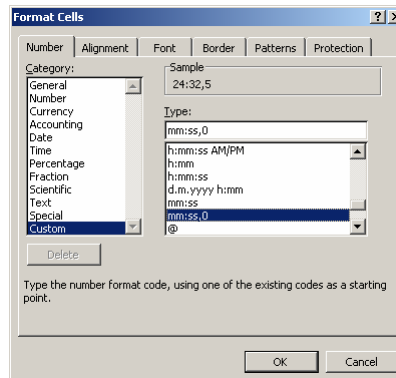 Format Cells
Number Alignment Font Border Patterns Protection
Category:
General
Number
Currency
Accounting
Date
Time
Percentage
Fraction
Scientific
Text
Special
Custom
Sample
24:32,5
Type:
mm:ss,0
h:mm:ss AM/PM
h:mm
h:mm:ss
d.m.yyyy h:mm
mm:ss
mm:ss,0
@
Delete
Type the number format code, using one of the existing codes as a starting
point.
OK Cancel